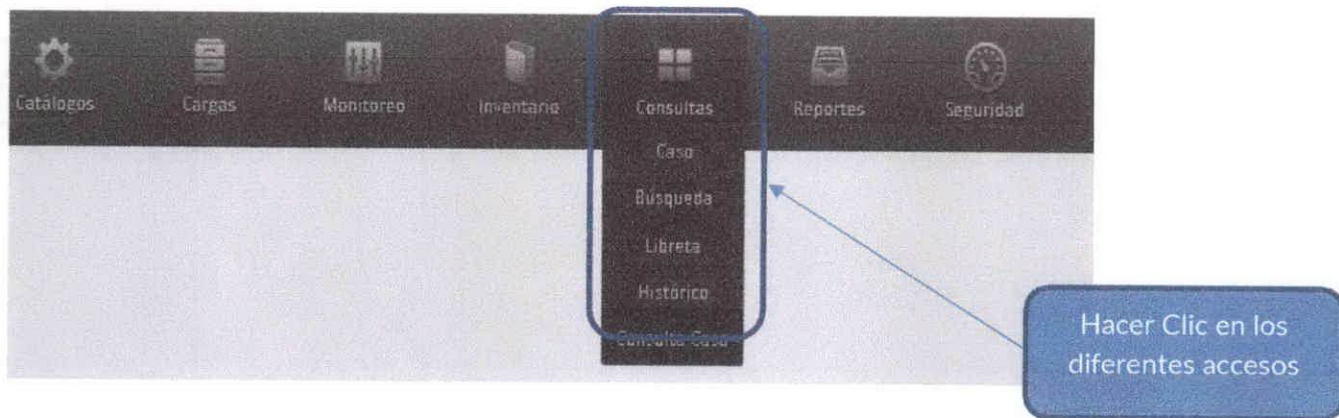 Catálogos
Cargas
Monitoreo
Inventario
Consultas
Reportes
Seguridad
Caso
Búsqueda
Libreta
Histórico
Consulta Caso
Hacer Clic en los
diferentes accesos